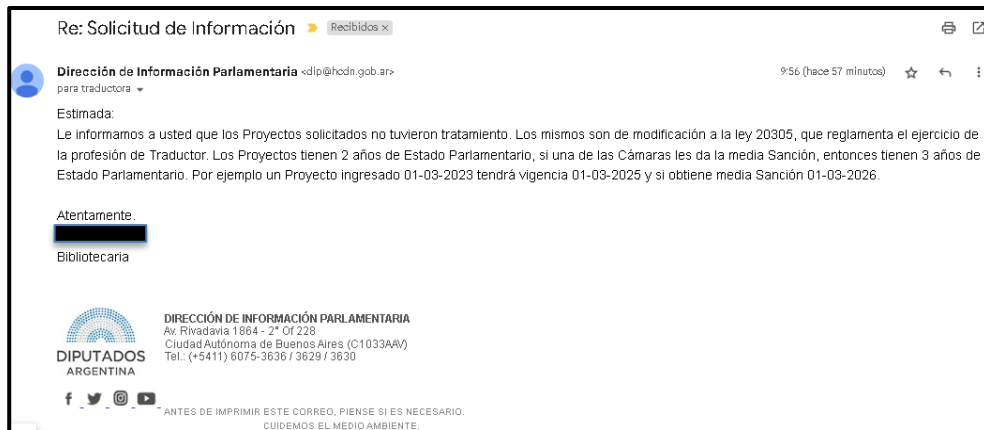 Re: Solicitud de Información Recibidos x
Dirección de Información Parlamentaria <dip@hcdn.gob.ar> 9:56 (hace 57 minutos)
para traductora
Estimada:
Le informamos a usted que los Proyectos solicitados no tuvieron tratamiento. Los mismos son de modificación a la ley 20305, que reglamenta el ejercicio de
la profesión de Traductor. Los Proyectos tienen 2 años de Estado Parlamentario, si una de las Cámaras les da la media Sanción, entonces tienen 3 años de
Estado Parlamentario. Por ejemplo un Proyecto ingresado 01-03-2023 tendrá vigencia 01-03-2025 y si obtiene media Sanción 01-03-2026.
Atentamente.
Bibliotecaria
DIRECCIÓN DE INFORMACIÓN PARLAMENTARIA
Av. Rivadavia 1864 - 2° Of 228
Ciudad Autónoma de Buenos Aires (C1033AAV)
Tel.: (+5411) 6075-3636 / 3629 / 3630
DIPUTADOS
ARGENTINA
ANTES DE IMPRIMIR ESTE CORREO, PIENSE SI ES NECESARIO.
CUIDEMOS EL MEDIO AMBIENTE.